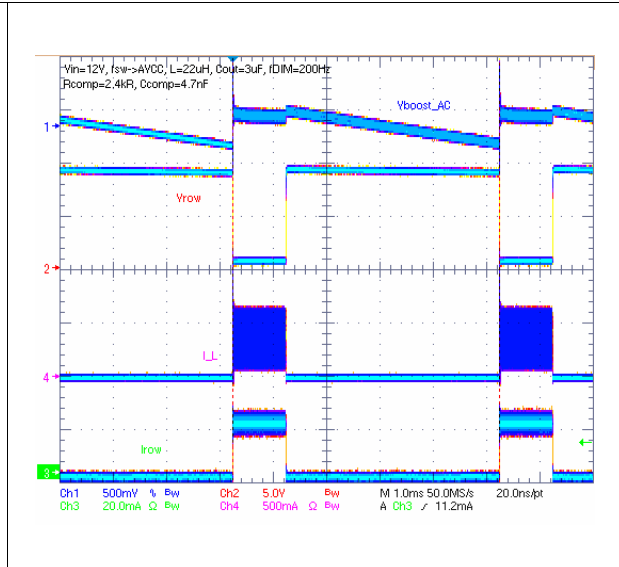 Vin=12V, fsw->AVCC, L=22uH, Cout=3uF, fDIM=200Hz
Rcomp=2,4kR, Ccomp=4.7nF
1
Vboost_AC
Vrow
2
I_L
4
Irow
3
Ch1 500mV % Bw Ch2 5.0V Bw M 1.0ms 50.0MS/s 20.0ns/pt
Ch3 20.0mA Ω Bw Ch4 500mA Ω Bw A Ch3 / 11.2mA